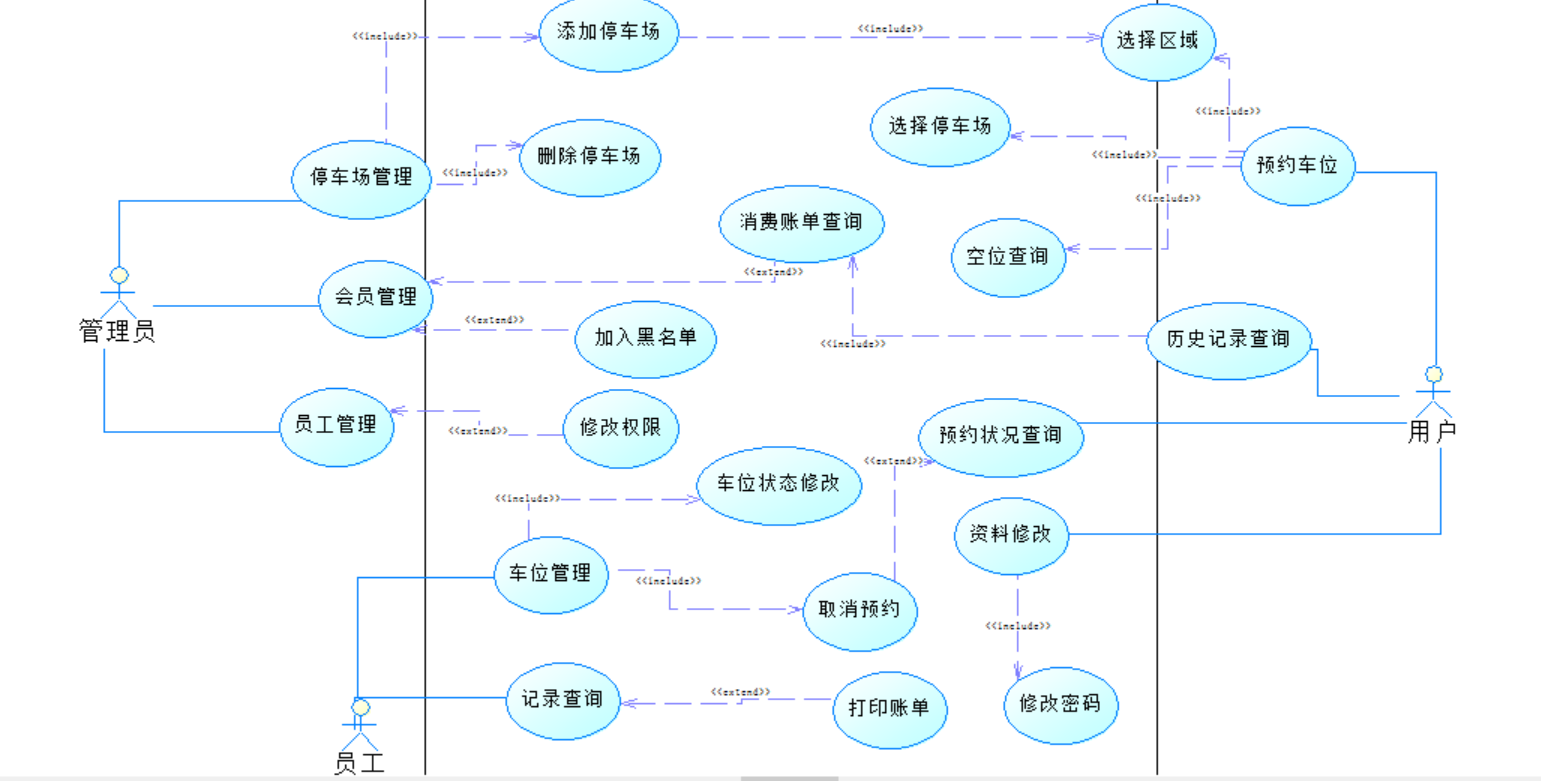 <<include>>
添加停车场
<<include>>
选择区域
<<include>>
选择停车场
<<include>>
删除停车场
停车场管理
<<include>>
预约车位
<<include>>
消费账单查询
空位查询
<<extend>>
会员管理
管理员
<<extend>>
加入黑名单
<<include>>
历史记录查询
员工管理
<<extend>>
修改权限
预约状况查询
用户
<<extend>>
车位状态修改
<<include>>
资料修改
车位管理
<<include>>
取消预约
<<include>>
记录查询
<<extend>>
打印账单
修改密码
员工